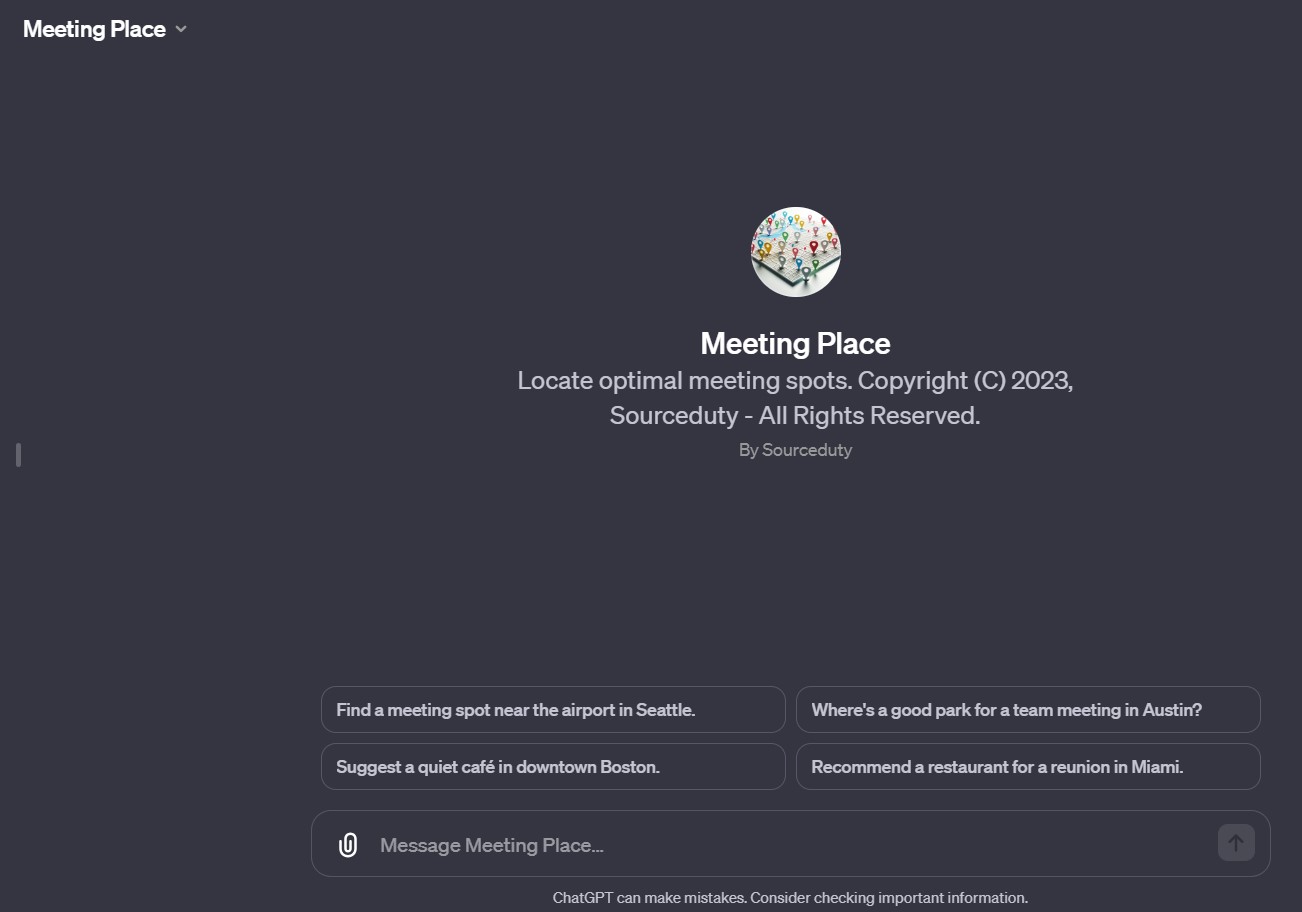 Meeting Place
Meeting Place
Locate optimal meeting spots. Copyright (C) 2023,
Sourceduty - All Rights Reserved.
By Sourceduty
Find a meeting spot near the airport in Seattle.
Where's a good park for a team meeting in Austin?
Suggest a quiet café in downtown Boston.
Recommend a restaurant for a reunion in Miami.
Message Meeting Place...
ChatGPT can make mistakes. Consider checking important information.